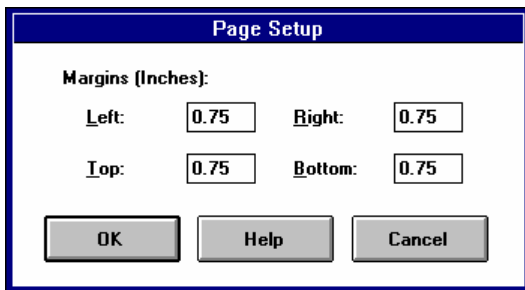 Page Setup
Margins (Inches):
Left: 0.75 Right: 0.75
Top: 0.75 Bottom: 0.75
OK Help Cancel